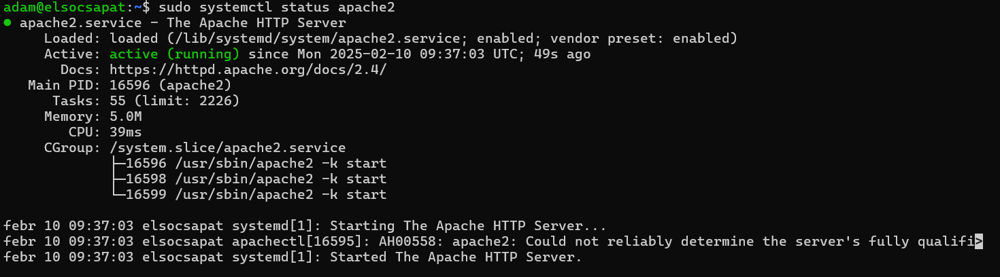 adam@elsocsapat:~$ sudo systemctl status apache2
● apache2.service - The Apache HTTP Server
     Loaded: loaded (/lib/systemd/system/apache2.service; enabled; vendor preset: enabled)
     Active: active (running) since Mon 2025-02-10 09:37:03 UTC; 49s ago
       Docs: https://httpd.apache.org/docs/2.4/
   Main PID: 16596 (apache2)
      Tasks: 55 (limit: 2226)
     Memory: 5.0M
        CPU: 39ms
     CGroup: /system.slice/apache2.service
             ├─16596 /usr/sbin/apache2 -k start
             ├─16598 /usr/sbin/apache2 -k start
             └─16599 /usr/sbin/apache2 -k start

febr 10 09:37:03 elsocsapat systemd[1]: Starting The Apache HTTP Server...
febr 10 09:37:03 elsocsapat apachectl[16595]: AH00558: apache2: Could not reliably determine the server's fully qualifi>
febr 10 09:37:03 elsocsapat systemd[1]: Started The Apache HTTP Server.